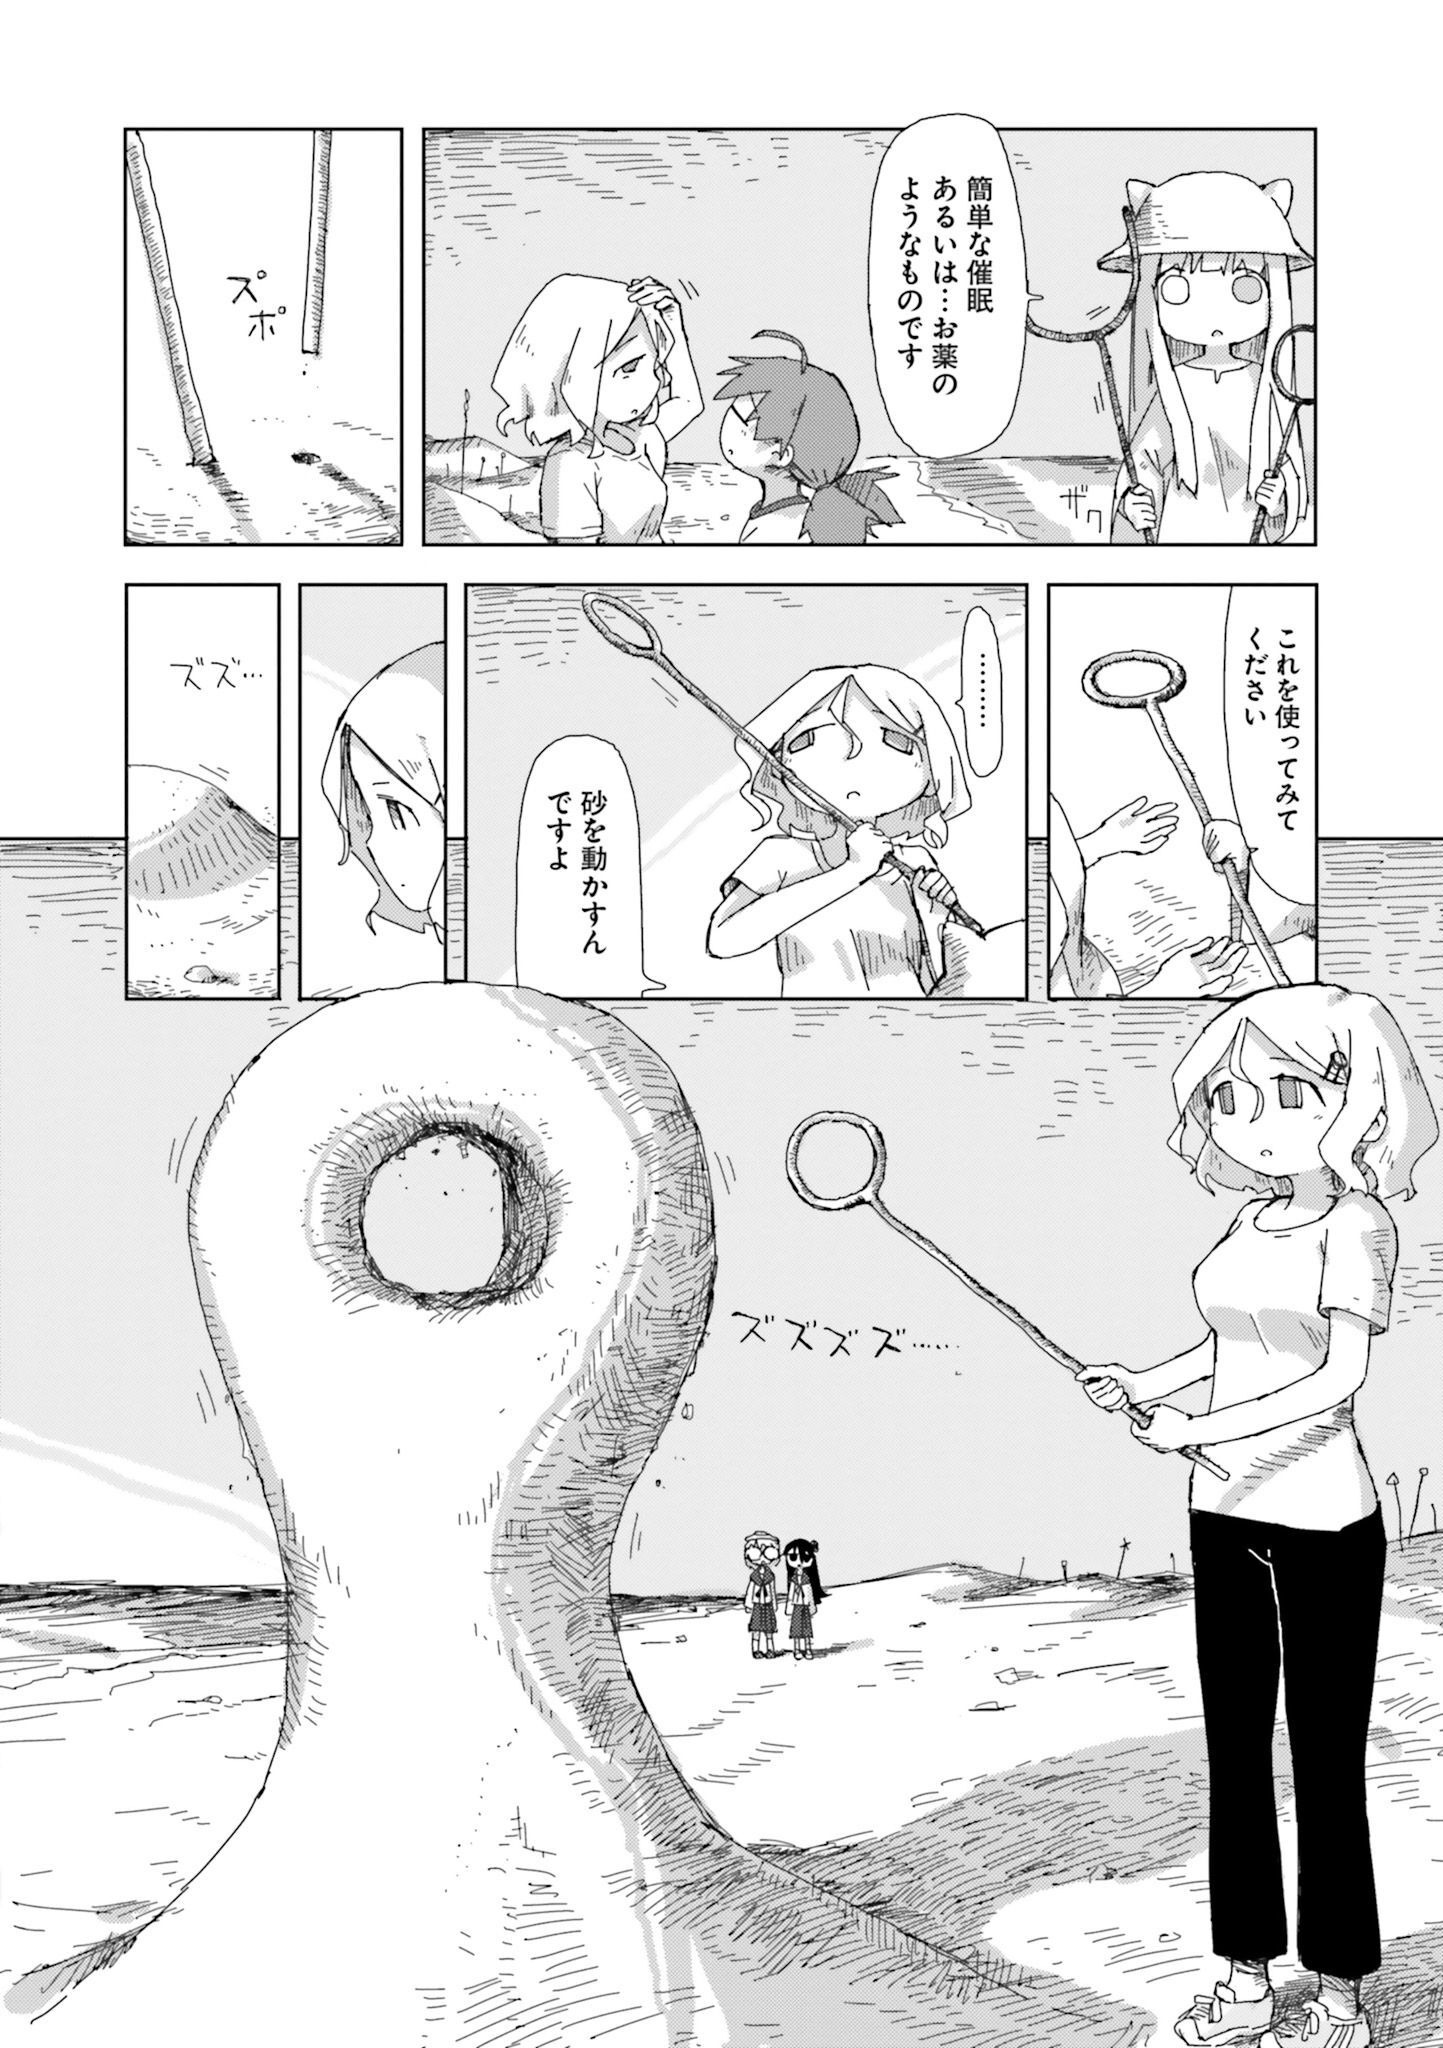 簡単な催眠
あるいは…お薬の
ようなものです
ザク
ズポ
これを使ってみて
ください
………
砂を動かすん
ですよ
ズズ…
ズズズズ……